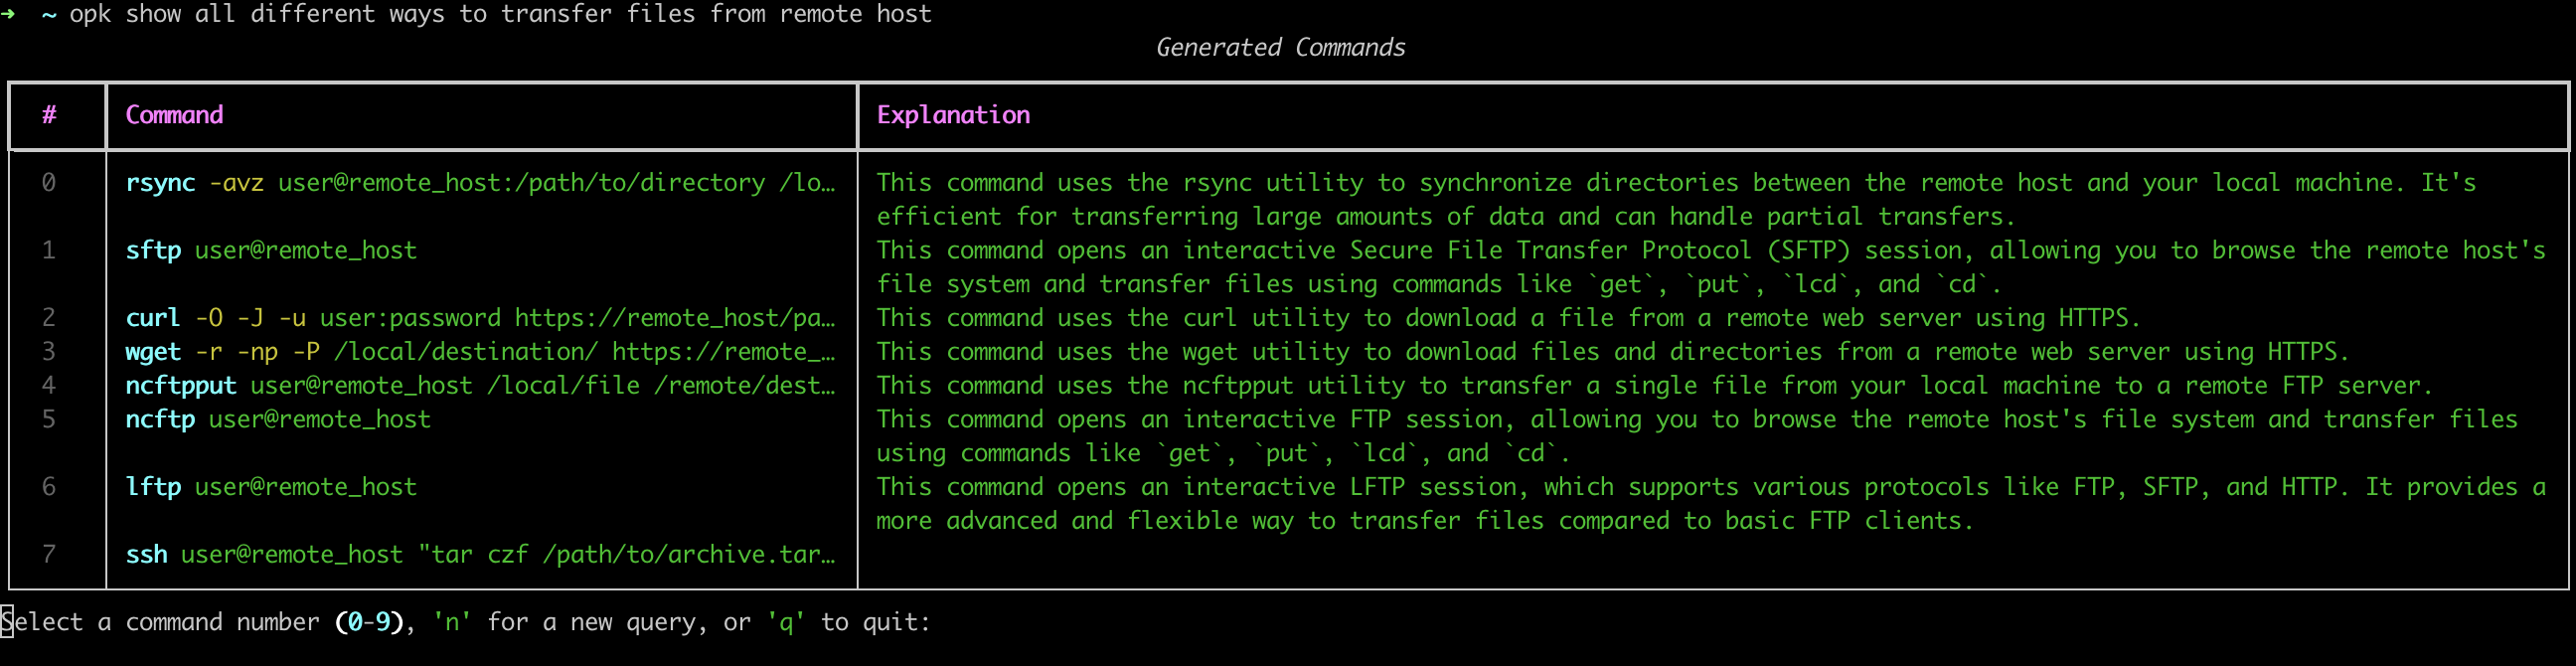 → ~ opk show all different ways to transfer files from remote host
Generated Commands
# Command Explanation
0 rsync -avz user@remote_host:/path/to/directory /lo… This command uses the rsync utility to synchronize directories between the remote host and your local machine. It's
efficient for transferring large amounts of data and can handle partial transfers.
1 sftp user@remote_host This command opens an interactive Secure File Transfer Protocol (SFTP) session, allowing you to browse the remote host's
file system and transfer files using commands like `get`, `put`, `lcd`, and `cd`.
2 curl -O -J -u user:password https://remote_host/pa… This command uses the curl utility to download a file from a remote web server using HTTPS.
3 wget -r -np -P /local/destination/ https://remote_… This command uses the wget utility to download files and directories from a remote web server using HTTPS.
4 ncftpput user@remote_host /local/file /remote/dest… This command uses the ncftpput utility to transfer a single file from your local machine to a remote FTP server.
5 ncftp user@remote_host This command opens an interactive FTP session, allowing you to browse the remote host's file system and transfer files
using commands like `get`, `put`, `lcd`, and `cd`.
6 lftp user@remote_host This command opens an interactive LFTP session, which supports various protocols like FTP, SFTP, and HTTP. It provides a
more advanced and flexible way to transfer files compared to basic FTP clients.
7 ssh user@remote_host "tar czf /path/to/archive.tar…
Select a command number (0-9), 'n' for a new query, or 'q' to quit: